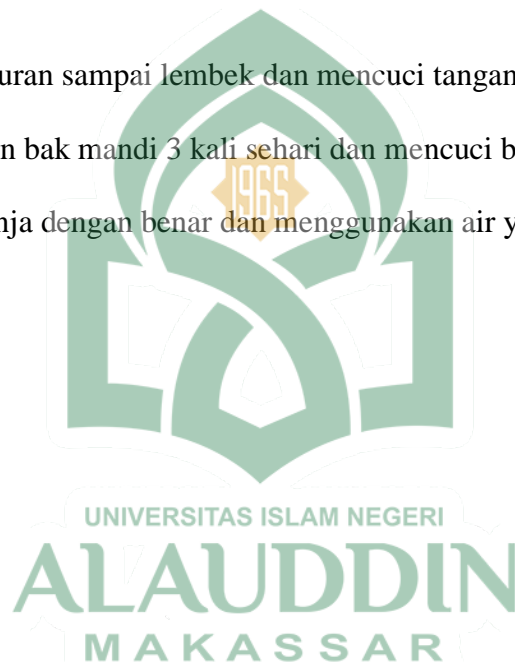 uran sampai lembek dan mencuci tangan
n bak mandi 3 kali sehari dan mencuci b
nja dengan benar dan menggunakan air y
1965
UNIVERSITAS ISLAM NEGERI
ALAUDDIN
MAKASSAR